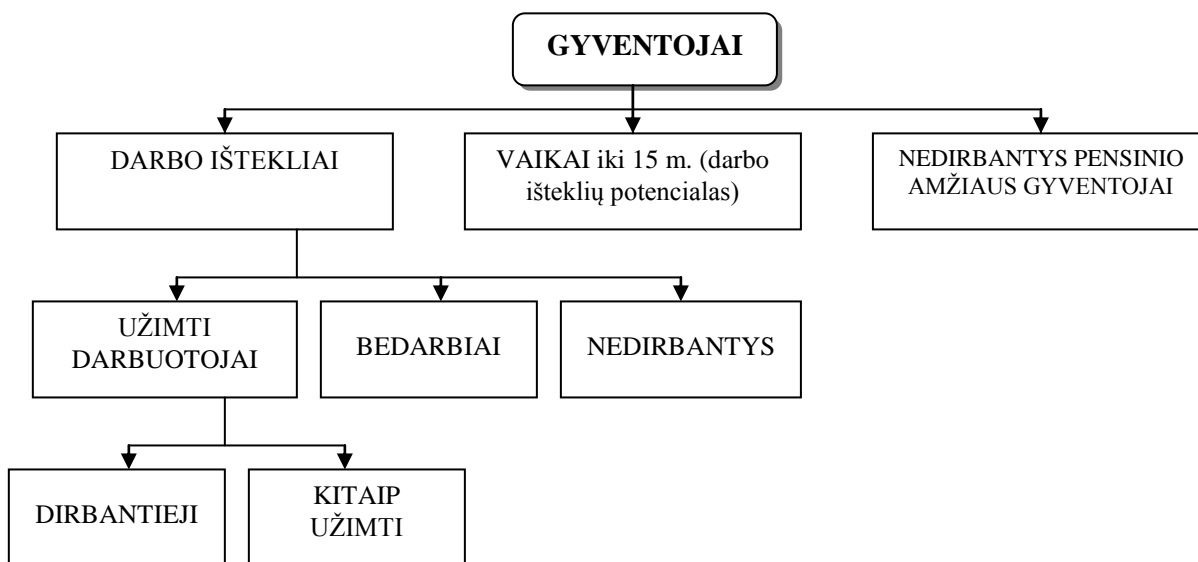 GYVENTOJAI
DARBO IŠTEKLIAI
VAIKAI iki 15 m. (darbo
išteklių potencialas)
NEDIRBANTYS PENSINIO
AMŽIAUS GYVENTOJAI
UŽIMTI
DARBUOTOJAI
BEDARBIAI
NEDIRBANTYS
DIRBANTIEJI
KITAIP
UŽIMTI